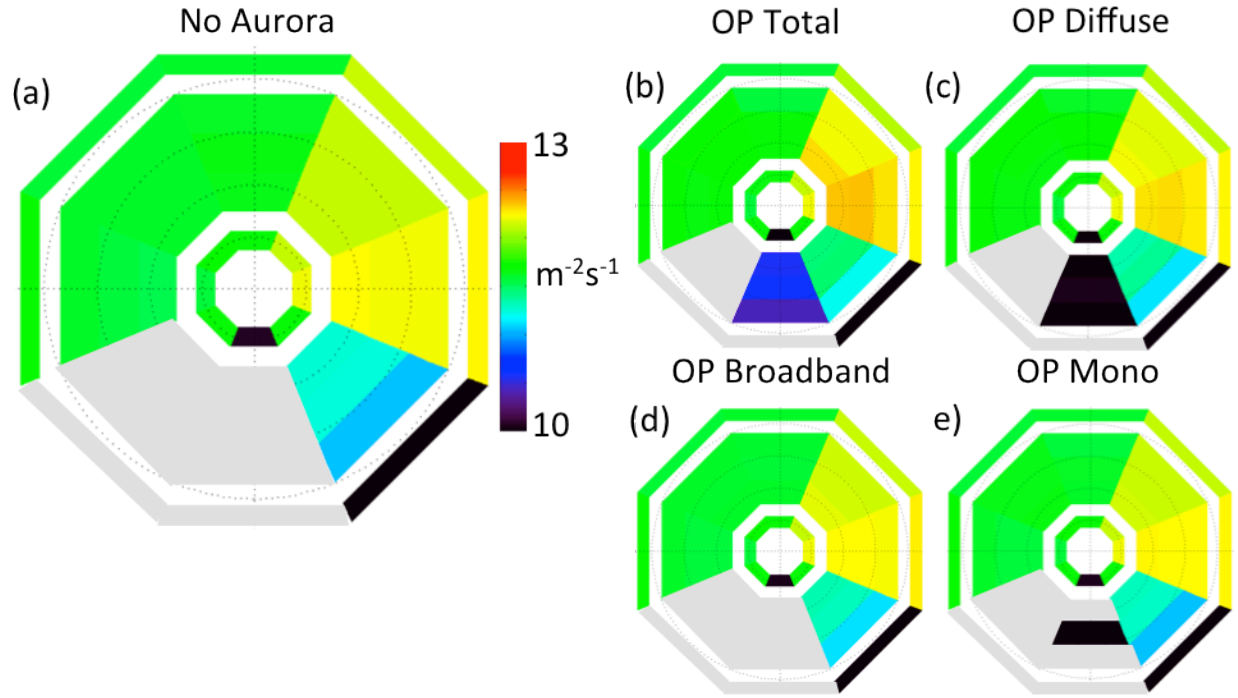 No Aurora
OP Total
OP Diffuse
(a)
(b)
(c)
13
m⁻²s⁻¹
10
OP Broadband
OP Mono
(d)
e)